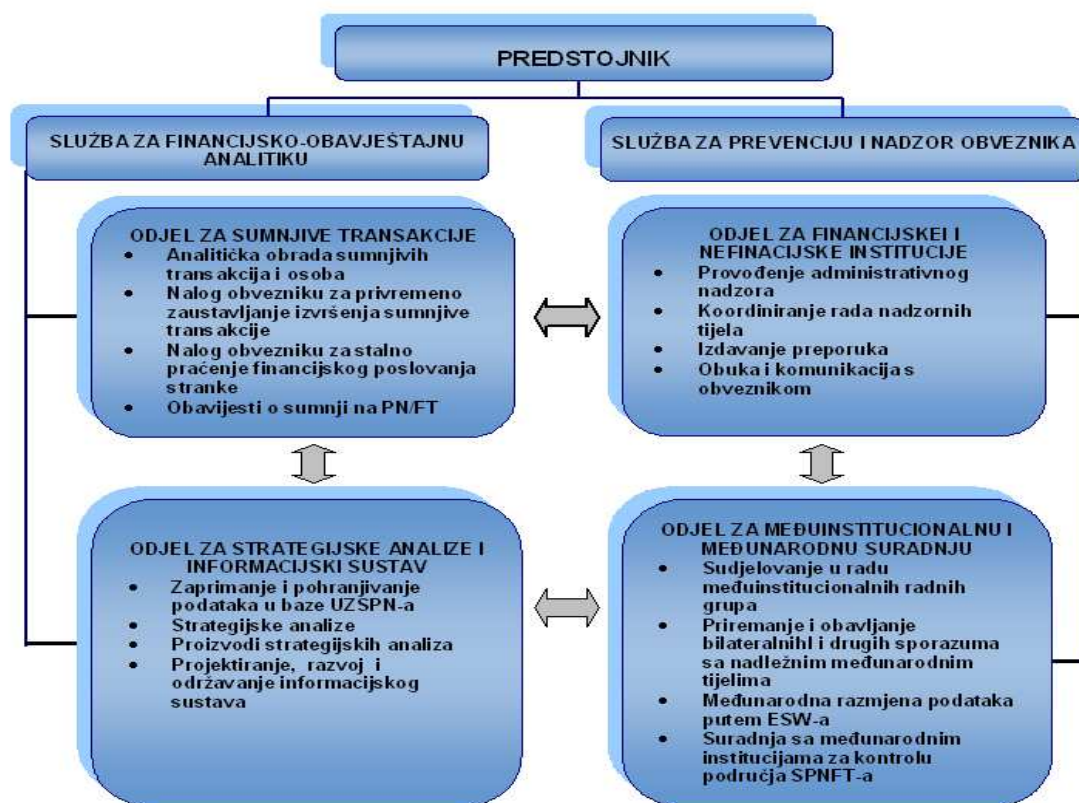 PREDSTOJNIK
SLUŽBA ZA FINANCIJSKO-OBAVJEŠTAJNU
ANALITIKU
SLUŽBA ZA PREVENCIJU I NADZOR OBVEZNIKA
ODJEL ZA SUMNJIVE TRANSAKCIJE
• Analitička obrada sumnjivih
transakcija i osoba
• Nalog obvezniku za privremeno
zaustavljanje izvršenja sumnjive
transakcije
• Nalog obvezniku za stalno
praćenje financijskog poslovanja
stranke
• Obavijesti o sumnji na PN/FT
ODJEL ZA FINANCIJSKEI I
NEFINACIJSKE INSTITUCIJE
• Provođenje administrativnog
nadzora
• Koordiniranje rada nadzornih
tijela
• Izdavanje preporuka
• Obuka i komunikacija s
obveznikom
ODJEL ZA STRATEGIJSKE ANALIZE I
INFORMACIJSKI SUSTAV
• Zaprimanje i pohranjivanje
podataka u baze UZSPN-a
• Strategijske analize
• Proizvodi strategijskih analiza
• Projektiranje, razvoj i
održavanje informacijskog
sustava
ODJEL ZA MEĐUINSTITUCIONALNU I
MEĐUNARODNU SURADNJU
• Sudjelovanje u radu
međuinstitucionalnih radnih
grupa
• Priremanje i obavljanje
bilateralnihl i drugih sporazuma
sa nadležnim međunarodnim
tijelima
• Međunarodna razmjena podataka
putem ESW-a
• Suradnja sa međunarodnim
institucijama za kontrolu
područja SPNFT-a